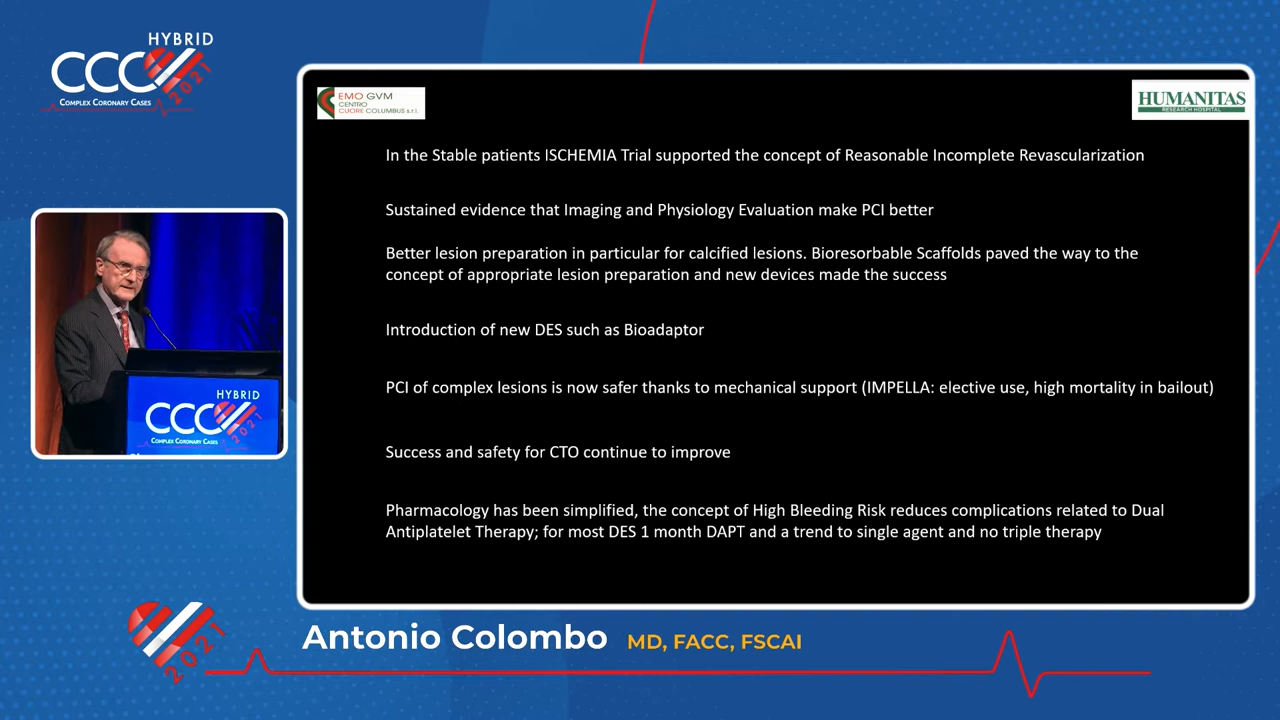 HYBRID
CCC
2021
COMPLEX CORONARY CASES
EMO GVM
CENTRO
CUORE COLUMBUS s.r.l.
HUMANITAS
RESEARCH HOSPITAL
In the Stable patients ISCHEMIA Trial supported the concept of Reasonable Incomplete Revascularization
Sustained evidence that Imaging and Physiology Evaluation make PCI better
Better lesion preparation in particular for calcified lesions. Bioresorbable Scaffolds paved the way to the
concept of appropriate lesion preparation and new devices made the success
Introduction of new DES such as Bioadaptor
PCI of complex lesions is now safer thanks to mechanical support (IMPELLA: elective use, high mortality in bailout)
Success and safety for CTO continue to improve
Pharmacology has been simplified, the concept of High Bleeding Risk reduces complications related to Dual
Antiplatelet Therapy; for most DES 1 month DAPT and a trend to single agent and no triple therapy
HYBRID
CCC
2021
COMPLEX CORONARY CASES
2021
Antonio Colombo MD, FACC, FSCAI